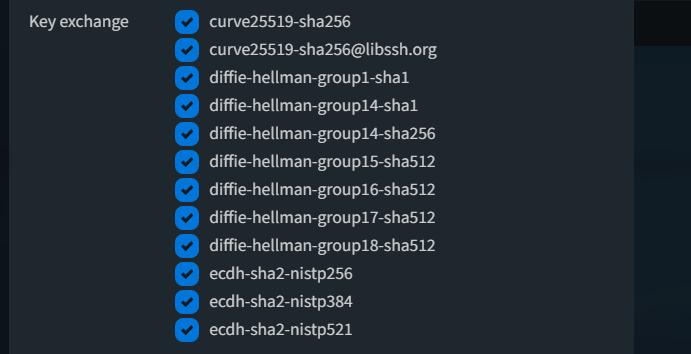 Key exchange
curve25519-sha256
curve25519-sha256@libssh.org
diffie-hellman-group1-sha1
diffie-hellman-group14-sha1
diffie-hellman-group14-sha256
diffie-hellman-group15-sha512
diffie-hellman-group16-sha512
diffie-hellman-group17-sha512
diffie-hellman-group18-sha512
ecdh-sha2-nistp256
ecdh-sha2-nistp384
ecdh-sha2-nistp521